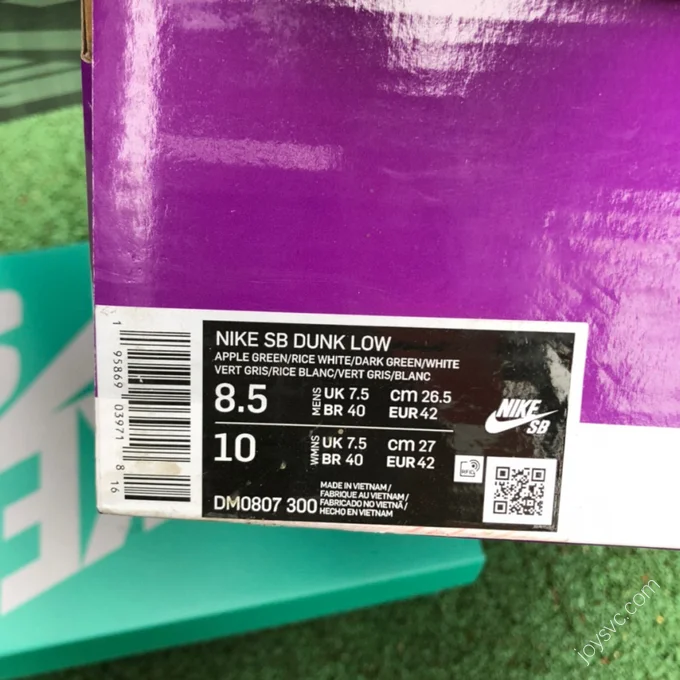 NIKE SB DUNK LOW
APPLE GREEN/RICE WHITE/DARK GREEN/WHITE
VERT GRIS/RICE BLANC/VERT GRIS/BLANC
8.5 MENS UK 7.5 cm 26.5
BR 40 EUR 42
10 WMNS UK 7.5 cm 27
BR 40 EUR 42
NIKE
SB
RFID
DM0807 300
MADE IN VIETNAM /
FABRIQUE AU VIETNAM /
FABRICADO NO VIETNÃ /
HECHO EN VIETNAM
1 95869 03971 8 16
joysvc.com